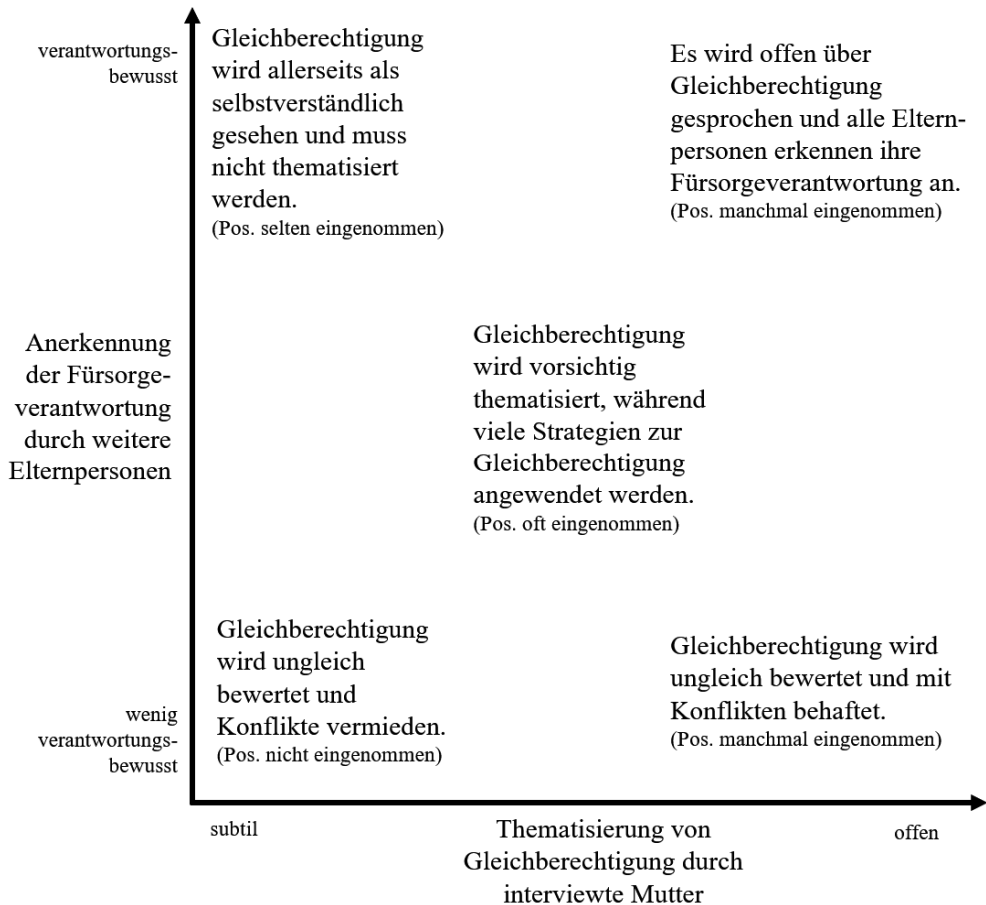 verantwortungs-
bewusst
Gleichberechtigung
wird allerseits als
selbstverständlich
gesehen und muss
nicht thematisiert
werden.
(Pos. selten eingenommen)
Es wird offen über
Gleichberechtigung
gesprochen und alle Eltern-
personen erkennen ihre
Fürsorgeverantwortung an.
(Pos. manchmal eingenommen)
Anerkennung
der Fürsorge-
verantwortung
durch weitere
Elternpersonen
Gleichberechtigung
wird vorsichtig
thematisiert, während
viele Strategien zur
Gleichberechtigung
angewendet werden.
(Pos. oft eingenommen)
Gleichberechtigung
wird ungleich
bewertet und
Konflikte vermieden.
(Pos. nicht eingenommen)
Gleichberechtigung wird
ungleich bewertet und mit
Konflikten behaftet.
(Pos. manchmal eingenommen)
wenig
verantwortungs-
bewusst
subtil
Thematisierung von
Gleichberechtigung durch
interviewte Mutter
offen